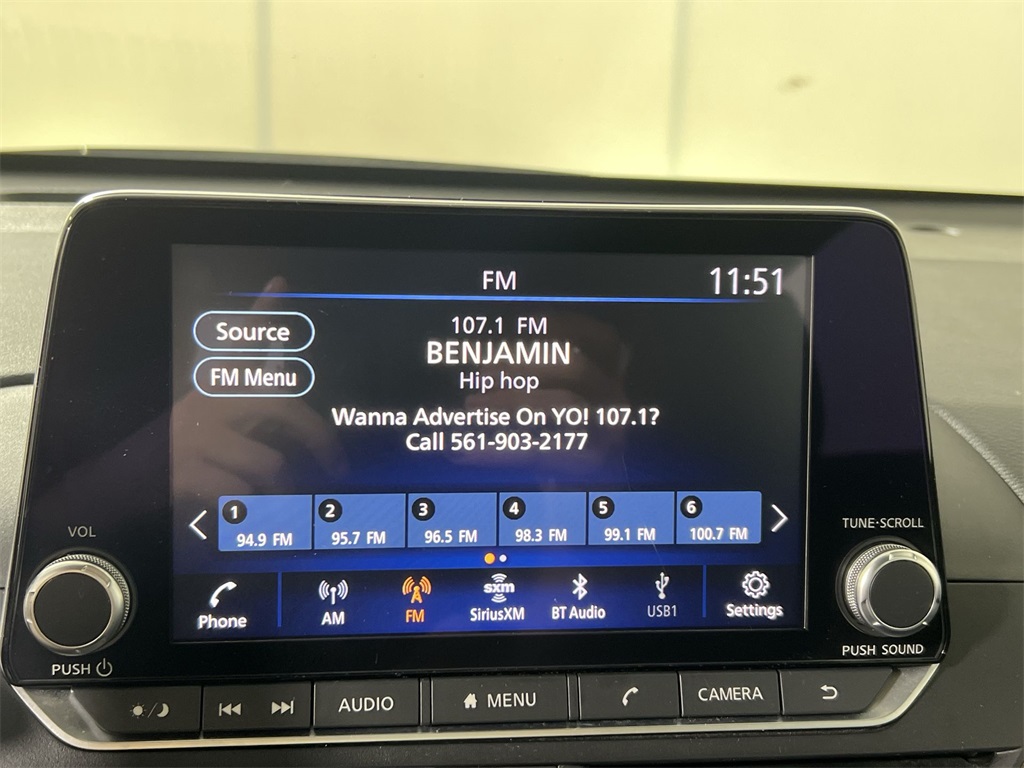 FM
11:51
Source
FM Menu
107.1 FM
BENJAMIN
Hip hop
Wanna Advertise On YO! 107.1?
Call 561-903-2177
1
94.9 FM
2
95.7 FM
3
96.5 FM
4
98.3 FM
5
99.1 FM
6
100.7 FM
Phone
AM
FM
sxm
SiriusXM
BT Audio
USB1
Settings
VOL
PUSH
TUNE·SCROLL
PUSH SOUND
AUDIO
MENU
CAMERA